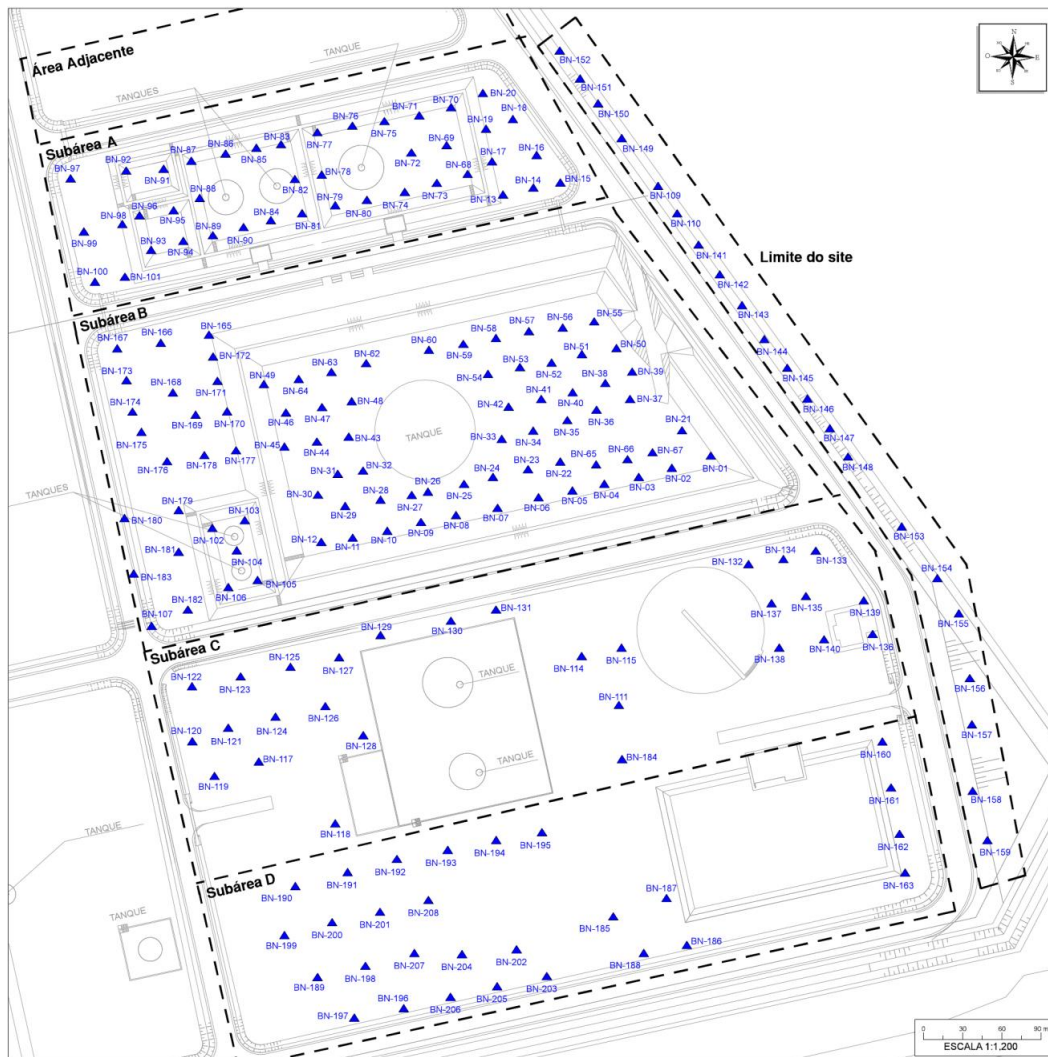 N
O
E
S
Área Adjacente
TANQUE
TANQUES
Subárea A
BN-152
BN-151
BN-150
BN-149
BN-20
BN-70
BN-71
BN-76
BN-75
BN-19
BN-18
BN-77
BN-83
BN-85
BN-86
BN-87
BN-92
BN-97
BN-91
BN-72
BN-69
BN-17
BN-16
BN-68
BN-78
BN-82
BN-88
BN-96
BN-98
BN-95
BN-73
BN-74
BN-13
BN-14
BN-15
BN-109
BN-79
BN-80
BN-81
BN-84
BN-90
BN-89
BN-94
BN-93
BN-99
BN-100
BN-101
BN-110
BN-141
BN-142
BN-143
BN-144
BN-145
BN-146
BN-147
BN-148
Limite do site
Subárea B
BN-167
BN-166
BN-165
BN-172
BN-173
BN-168
BN-171
BN-174
BN-169
BN-170
BN-175
BN-176
BN-178
BN-177
BN-49
BN-64
BN-63
BN-62
BN-60
BN-59
BN-58
BN-57
BN-56
BN-55
BN-51
BN-50
BN-54
BN-53
BN-52
BN-38
BN-39
BN-46
BN-47
BN-48
BN-42
BN-41
BN-40
BN-37
BN-36
BN-45
BN-44
BN-43
TANQUE
BN-33
BN-34
BN-35
BN-21
BN-31
BN-32
BN-24
BN-23
BN-22
BN-65
BN-66
BN-67
BN-01
BN-30
BN-28
BN-27
BN-26
BN-25
BN-05
BN-04
BN-03
BN-02
BN-29
BN-12
BN-11
BN-10
BN-09
BN-08
BN-07
BN-06
TANQUES
BN-179
BN-180
BN-103
BN-102
BN-181
BN-104
BN-183
BN-105
BN-106
BN-182
BN-107
BN-153
BN-154
BN-155
BN-156
BN-157
BN-158
BN-159
Subárea C
BN-132
BN-134
BN-133
BN-137
BN-135
BN-139
BN-138
BN-140
BN-136
BN-131
BN-130
BN-129
BN-127
BN-125
BN-122
BN-123
BN-114
BN-115
BN-111
TANQUE
BN-126
BN-124
BN-120
BN-121
BN-128
BN-117
BN-119
TANQUE
BN-184
BN-118
BN-160
BN-161
BN-162
BN-163
TANQUE
Subárea D
BN-195
BN-194
BN-193
BN-192
BN-191
BN-190
BN-208
BN-201
BN-200
BN-199
BN-187
BN-185
BN-186
BN-188
TANQUE
BN-189
BN-198
BN-207
BN-204
BN-202
BN-203
BN-205
BN-206
BN-196
BN-197
0 30 60 90 m
ESCALA 1:1.200